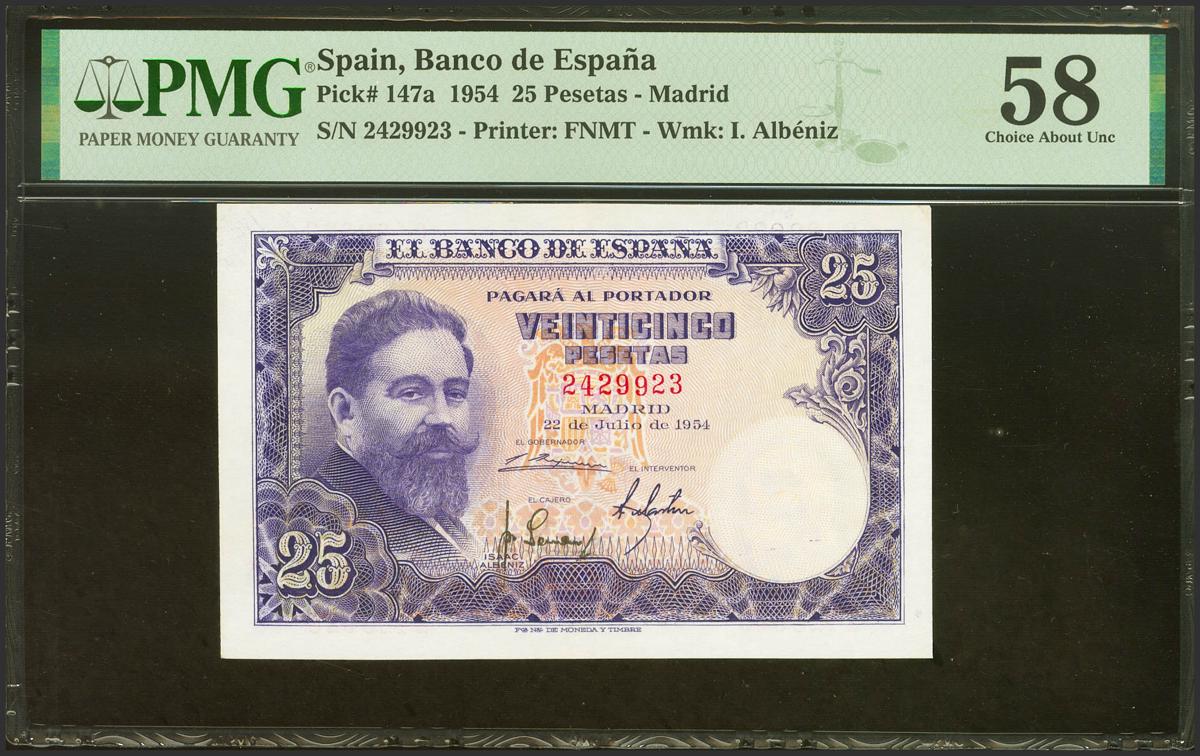 PMG®
PAPER MONEY GUARANTY
Spain, Banco de España
Pick# 147a 1954 25 Pesetas - Madrid
S/N 2429923 - Printer: FNMT - Wmk: I. Albéniz
58
Choice About Unc
EL BANCO DE ESPAÑA
25
PAGARÁ AL PORTADOR
VEINTICINCO
PESETAS
2429923
MADRID
22 de Julio de 1954
EL GOBERNADOR
EL INTERVENTOR
EL CAJERO
ISAAC
ALBÉNIZ
25
Fᶜᵃ Nᵃˡ DE MONEDA Y TIMBRE